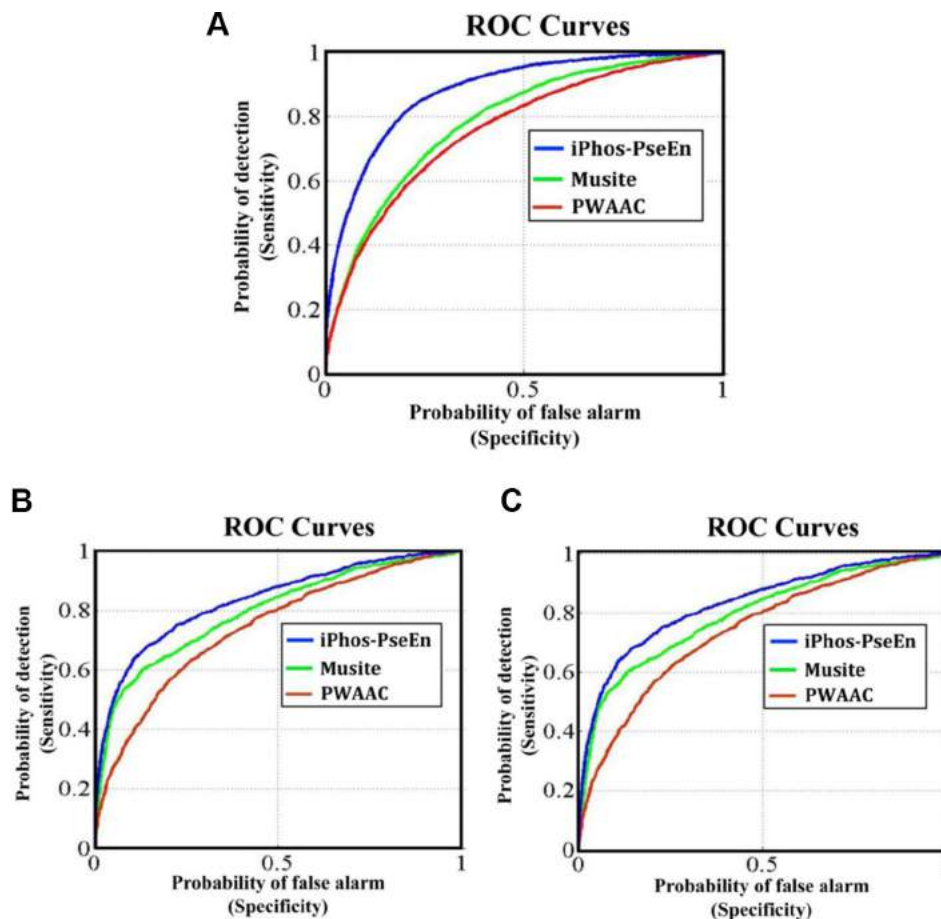 A
ROC Curves
1
0.8
0.6
0.4
0.2
0
0
0.5
1
Probability of detection
(Sensitivity)
iPhos-PseEn
Musite
PWAAC
Probability of false alarm
(Specificity)
B
ROC Curves
1
0.8
0.6
0.4
0.2
0
0
0.5
1
Probability of detection
(Sensitivity)
iPhos-PseEn
Musite
PWAAC
Probability of false alarm
(Specificity)
C
ROC Curves
1
0.8
0.6
0.4
0.2
0
0
0.5
Probability of detection
(Sensitivity)
iPhos-PseEn
Musite
PWAAC
Probability of false alarm
(Specificity)